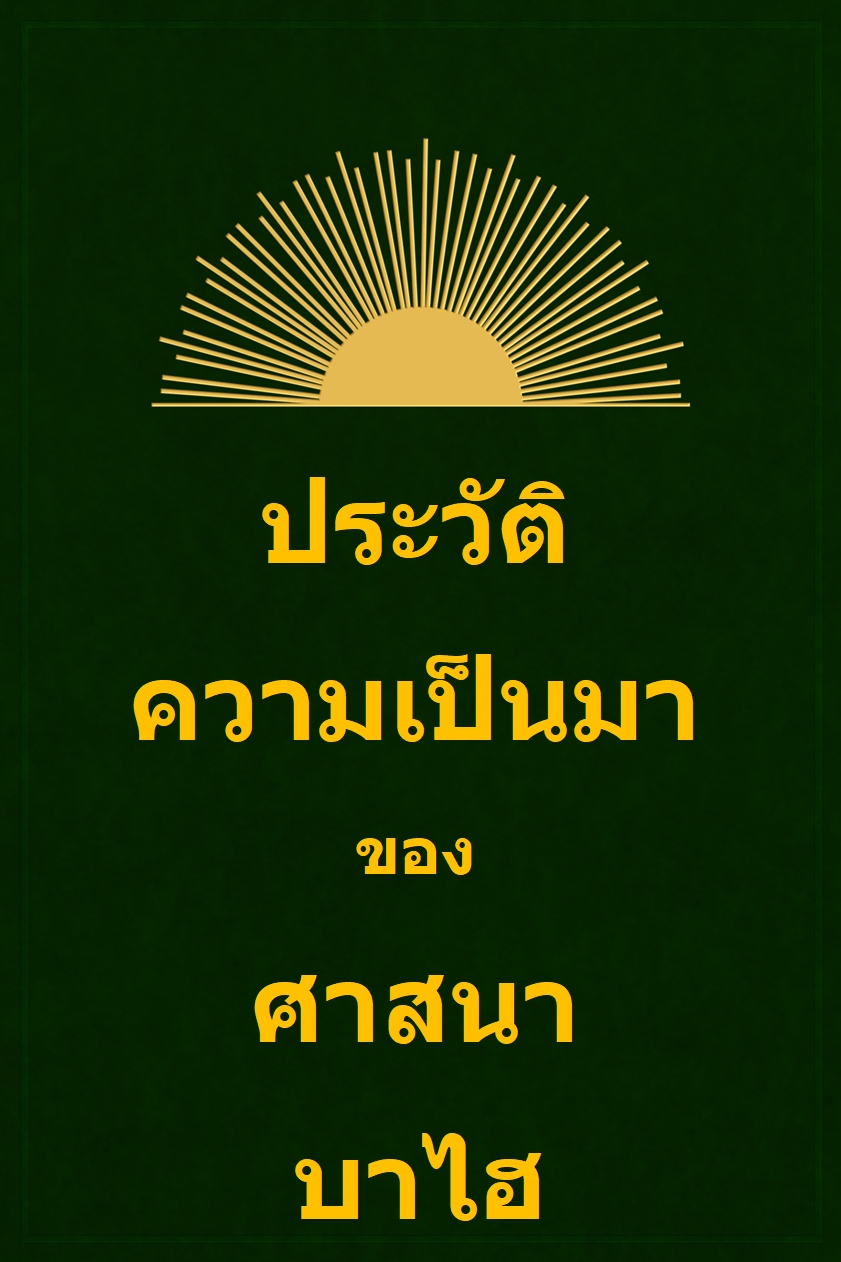 ประวัติ
ความเป็นมา
ของ
ศาสนา
บาไฮ